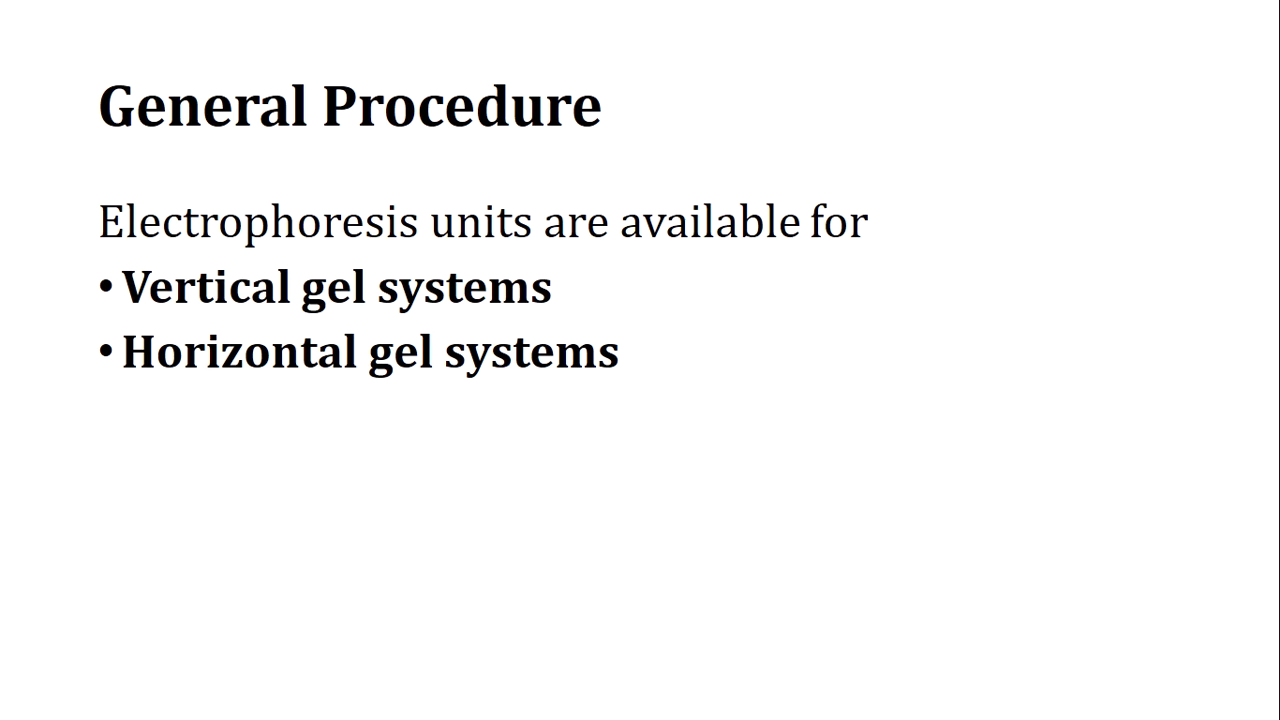 General Procedure
Electrophoresis units are available for
• Vertical gel systems
• Horizontal gel systems